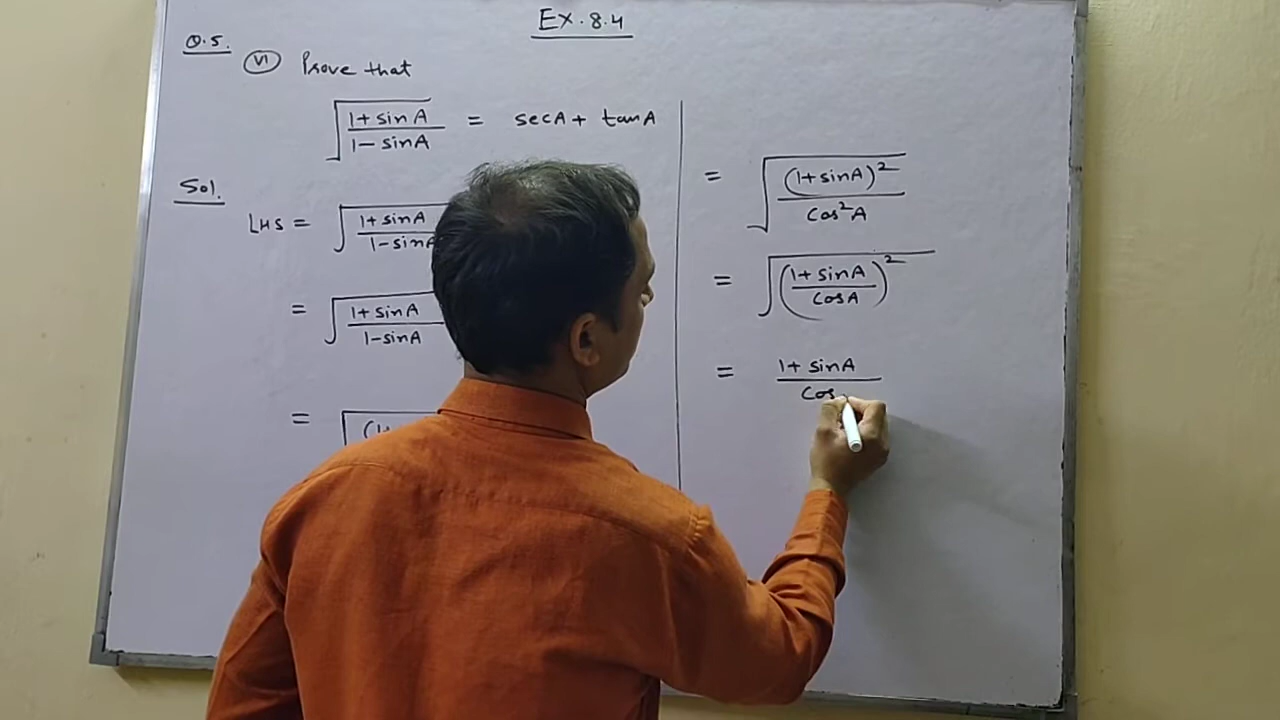 Ex. 8.4
Q.5.
(vi) Prove that
√((1 + sinA)/(1 - sinA)) = secA + tanA
Sol.
LHS = √((1 + sinA)/(1 - sinA
= √((1 + sinA)/(1 - sinA)
= √((1+
= √((1 + sinA)²/cos²A)
= √((1 + sinA)/cosA)²
= (1 + sinA)/cos